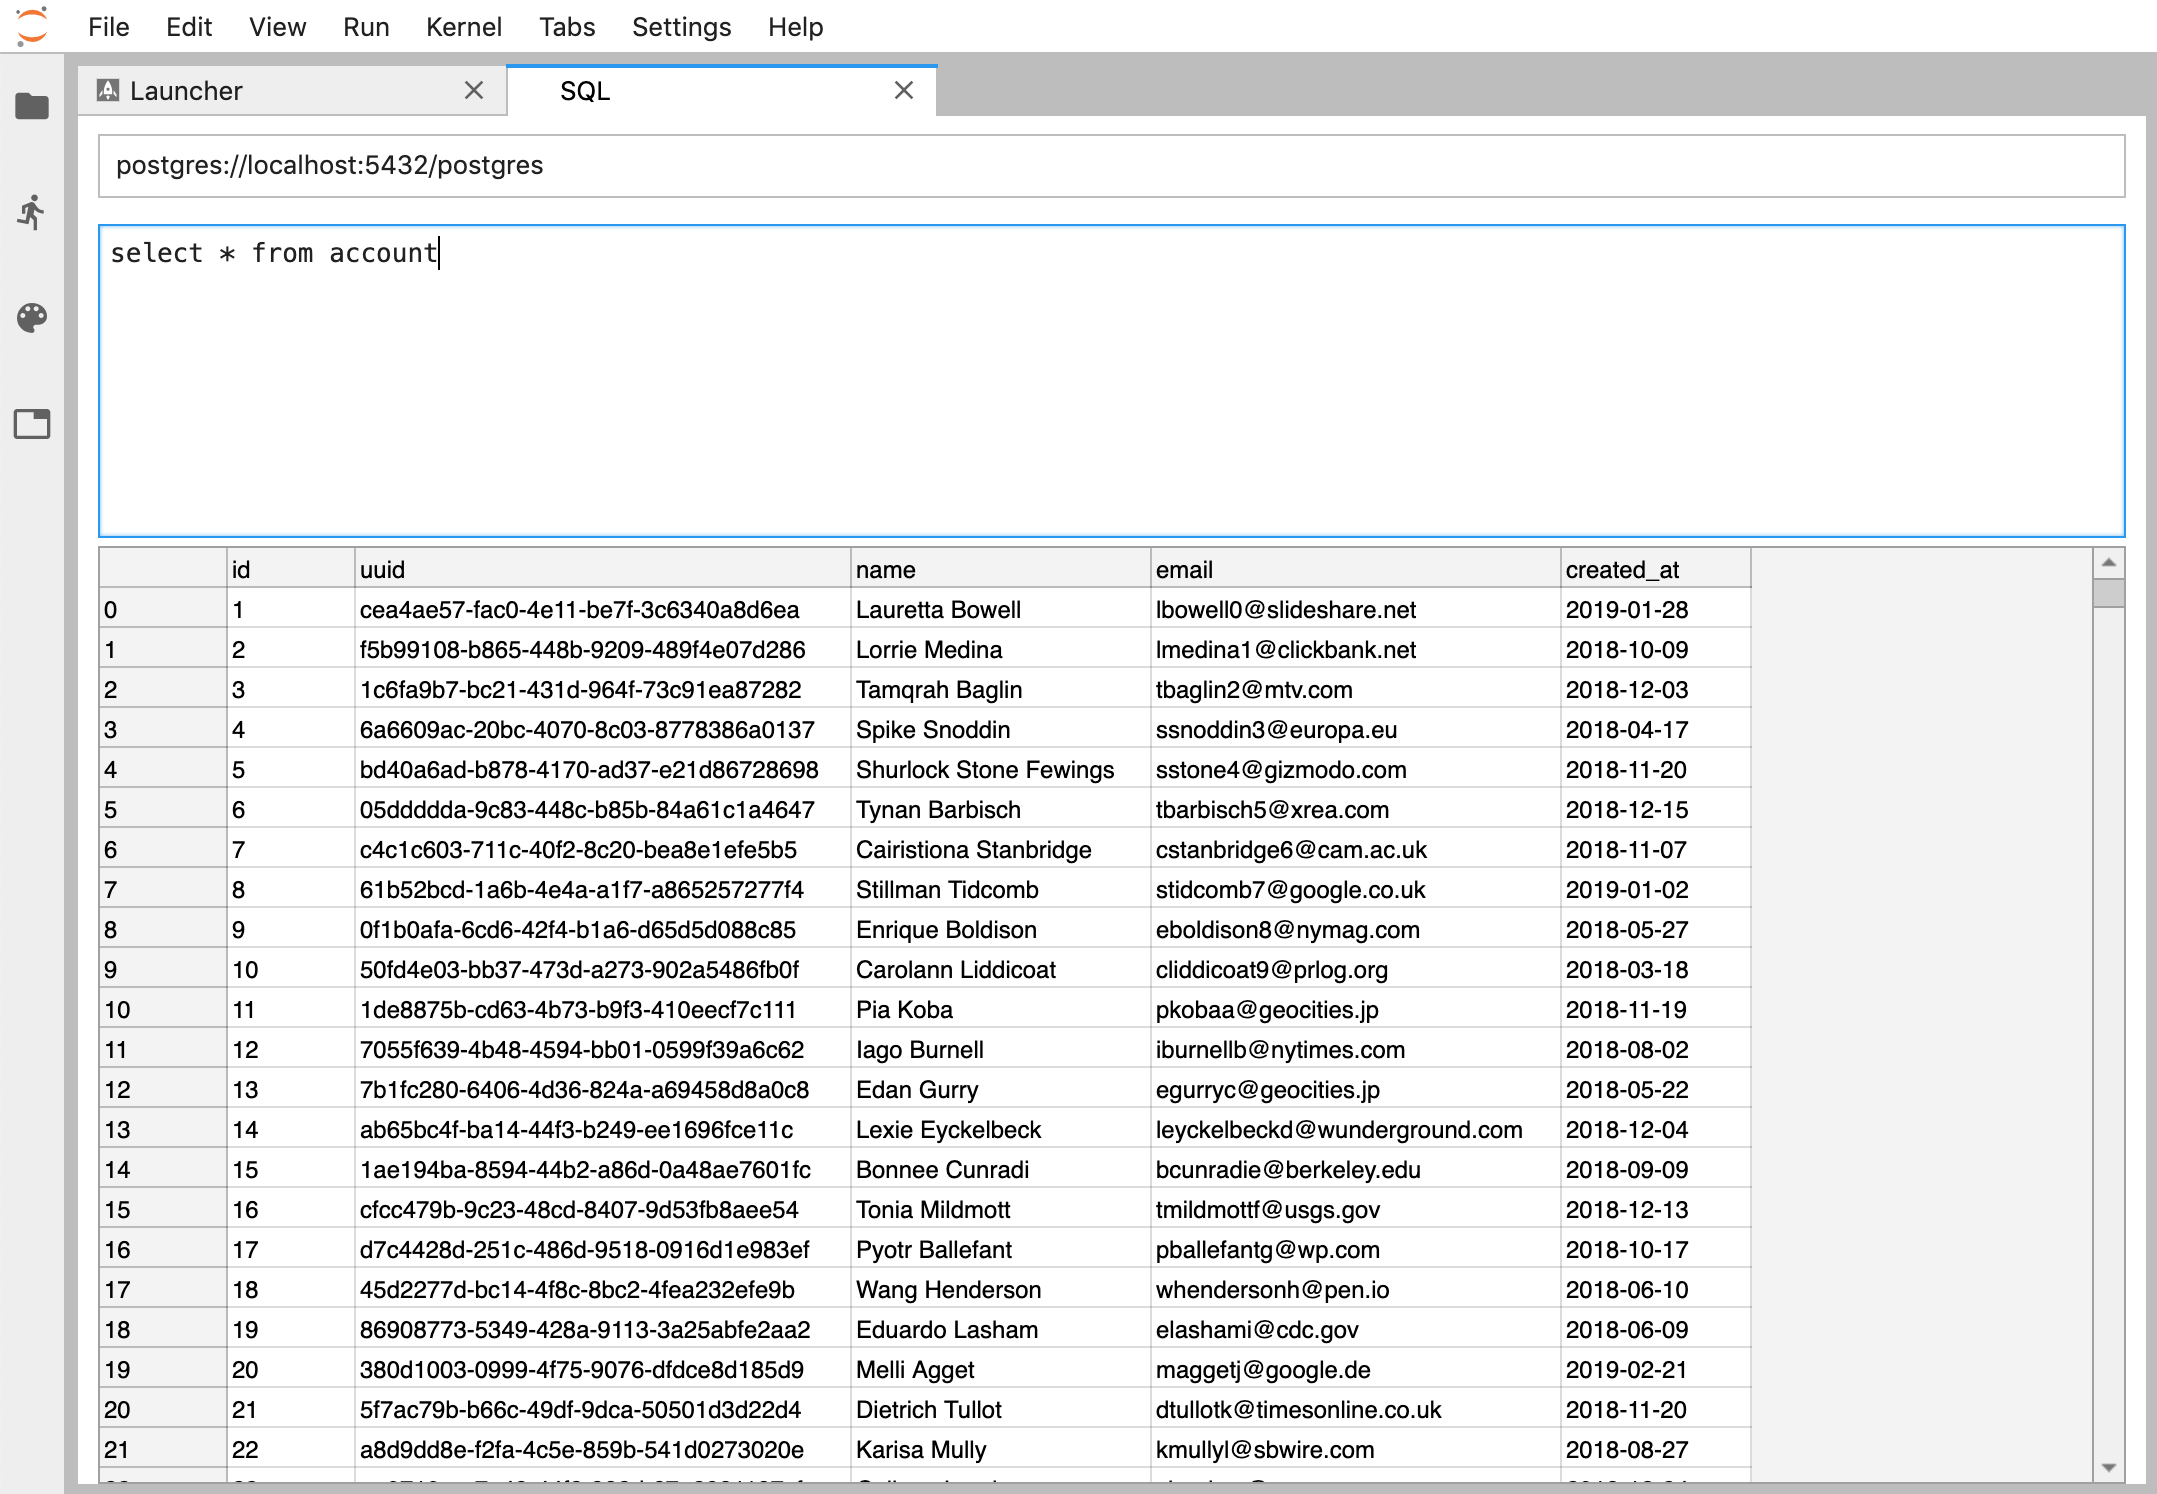 File Edit View Run Kernel Tabs Settings Help
Launcher SQL
postgres://localhost:5432/postgres
select * from account
id uuid name email created_at
0 1 cea4ae57-fac0-4e11-be7f-3c6340a8d6ea Lauretta Bowell lbowell0@slideshare.net 2019-01-28
1 2 f5b99108-b865-448b-9209-489f4e07d286 Lorrie Medina lmedina1@clickbank.net 2018-10-09
2 3 1c6fa9b7-bc21-431d-964f-73c91ea87282 Tamqrah Baglin tbaglin2@mtv.com 2018-12-03
3 4 6a6609ac-20bc-4070-8c03-8778386a0137 Spike Snoddin ssnoddin3@europa.eu 2018-04-17
4 5 bd40a6ad-b878-4170-ad37-e21d86728698 Shurlock Stone Fewings sstone4@gizmodo.com 2018-11-20
5 6 05ddddda-9c83-448c-b85b-84a61c1a4647 Tynan Barbisch tbarbisch5@xrea.com 2018-12-15
6 7 c4c1c603-711c-40f2-8c20-bea8e1efe5b5 Cairistiona Stanbridge cstanbridge6@cam.ac.uk 2018-11-07
7 8 61b52bcd-1a6b-4e4a-a1f7-a865257277f4 Stillman Tidcomb stidcomb7@google.co.uk 2019-01-02
8 9 0f1b0afa-6cd6-42f4-b1a6-d65d5d088c85 Enrique Boldison eboldison8@nymag.com 2018-05-27
9 10 50fd4e03-bb37-473d-a273-902a5486fb0f Carolann Liddicoat cliddicoat9@prlog.org 2018-03-18
10 11 1de8875b-cd63-4b73-b9f3-410eecf7c111 Pia Koba pkobaa@geocities.jp 2018-11-19
11 12 7055f639-4b48-4594-bb01-0599f39a6c62 Iago Burnell iburnellb@nytimes.com 2018-08-02
12 13 7b1fc280-6406-4d36-824a-a69458d8a0c8 Edan Gurry egurryc@geocities.jp 2018-05-22
13 14 ab65bc4f-ba14-44f3-b249-ee1696fce11c Lexie Eyckelbeck leyckelbeckd@wunderground.com 2018-12-04
14 15 1ae194ba-8594-44b2-a86d-0a48ae7601fc Bonnee Cunradi bcunradie@berkeley.edu 2018-09-09
15 16 cfcc479b-9c23-48cd-8407-9d53fb8aee54 Tonia Mildmott tmildmottf@usgs.gov 2018-12-13
16 17 d7c4428d-251c-486d-9518-0916d1e983ef Pyotr Ballefant pballefantg@wp.com 2018-10-17
17 18 45d2277d-bc14-4f8c-8bc2-4fea232efe9b Wang Henderson whendersonh@pen.io 2018-06-10
18 19 86908773-5349-428a-9113-3a25abfe2aa2 Eduardo Lasham elashami@cdc.gov 2018-06-09
19 20 380d1003-0999-4f75-9076-dfdce8d185d9 Melli Agget maggetj@google.de 2019-02-21
20 21 5f7ac79b-b66c-49df-9dca-50501d3d22d4 Dietrich Tullot dtullotk@timesonline.co.uk 2018-11-20
21 22 a8d9dd8e-f2fa-4c5e-859b-541d0273020e Karisa Mully kmullyl@sbwire.com 2018-08-27